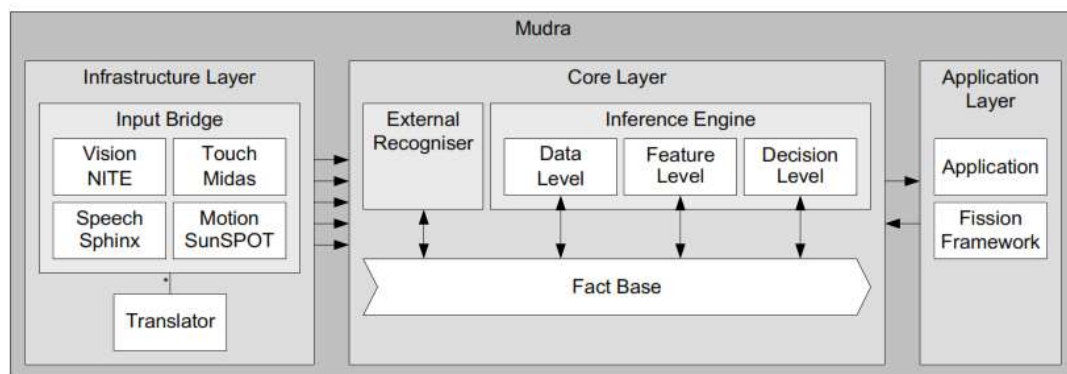 Mudra
Infrastructure Layer
Input Bridge
Vision
NITE
Touch
Midas
Speech
Sphinx
Motion
SunSPOT
*
Translator
Core Layer
External
Recogniser
Inference Engine
Data
Level
Feature
Level
Decision
Level
Fact Base
Application
Layer
Application
Fission
Framework